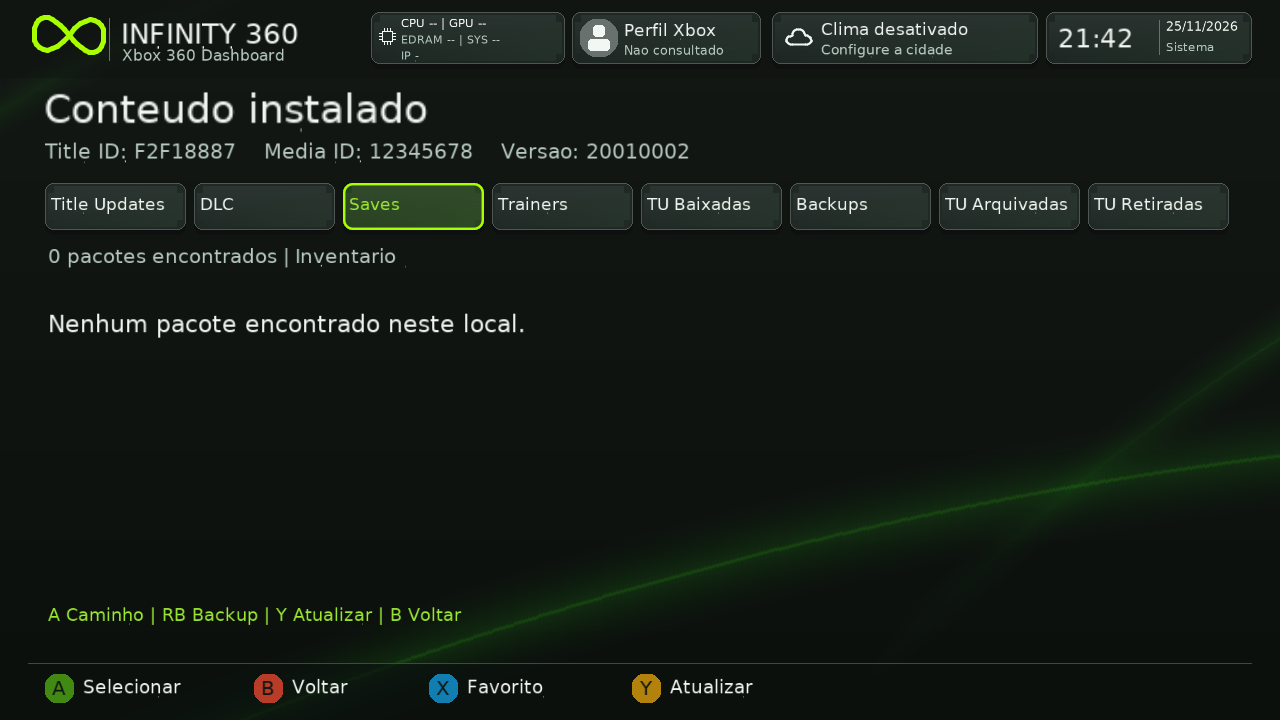 INFINITY 360
Xbox 360 Dashboard
CPU -- | GPU --
EDRAM -- | SYS --
IP -
Perfil Xbox
Nao consultado
Clima desativado
Configure a cidade
21:42
25/11/2026
Sistema
Conteudo instalado
Title ID: F2F18887 Media ID: 12345678 Versao: 20010002
Title Updates DLC Saves Trainers TU Baixadas Backups TU Arquivadas TU Retiradas
0 pacotes encontrados | Inventario
Nenhum pacote encontrado neste local.
A Caminho | RB Backup | Y Atualizar | B Voltar
A Selecionar B Voltar X Favorito Y Atualizar